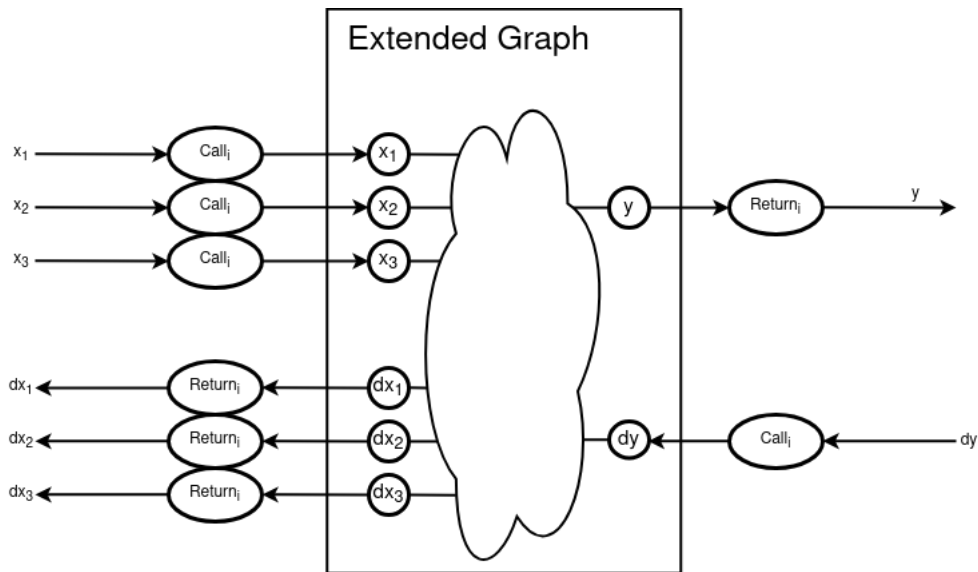 Extended Graph
x₁ Callᵢ x₁
x₂ Callᵢ x₂ y Returnᵢ y
x₃ Callᵢ x₃
dx₁ Returnᵢ dx₁
dx₂ Returnᵢ dx₂ dy Callᵢ dy
dx₃ Returnᵢ dx₃